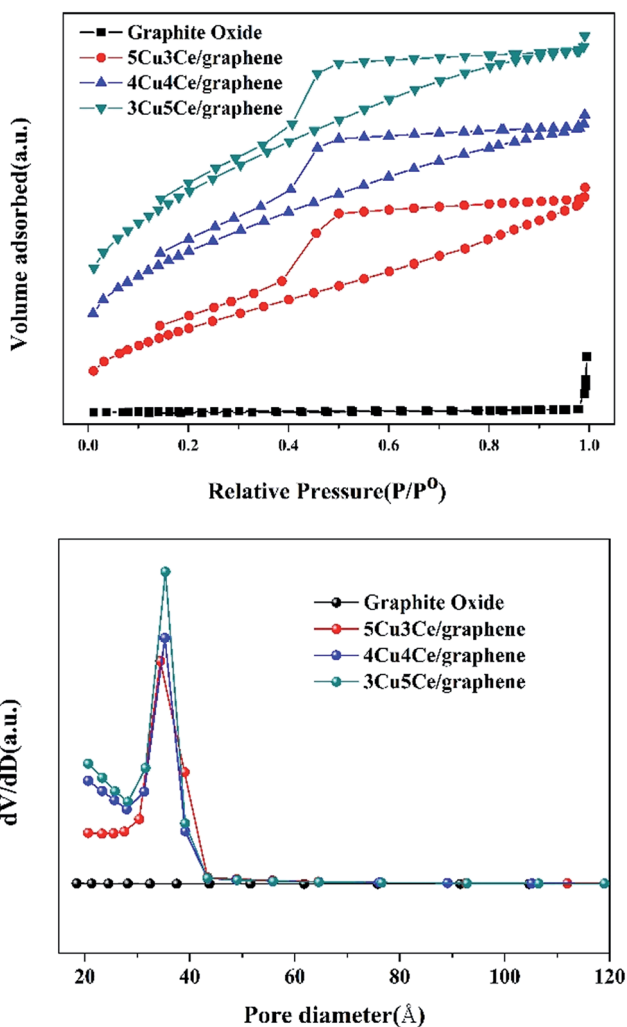 Graphite Oxide
5Cu3Ce/graphene
4Cu4Ce/graphene
3Cu5Ce/graphene
Volume adsorbed(a.u.)
0.0 0.2 0.4 0.6 0.8 1.0
Relative Pressure(P/P⁰)
Graphite Oxide
5Cu3Ce/graphene
4Cu4Ce/graphene
3Cu5Ce/graphene
dV/dD(a.u.)
20 40 60 80 100 120
Pore diameter(Å)